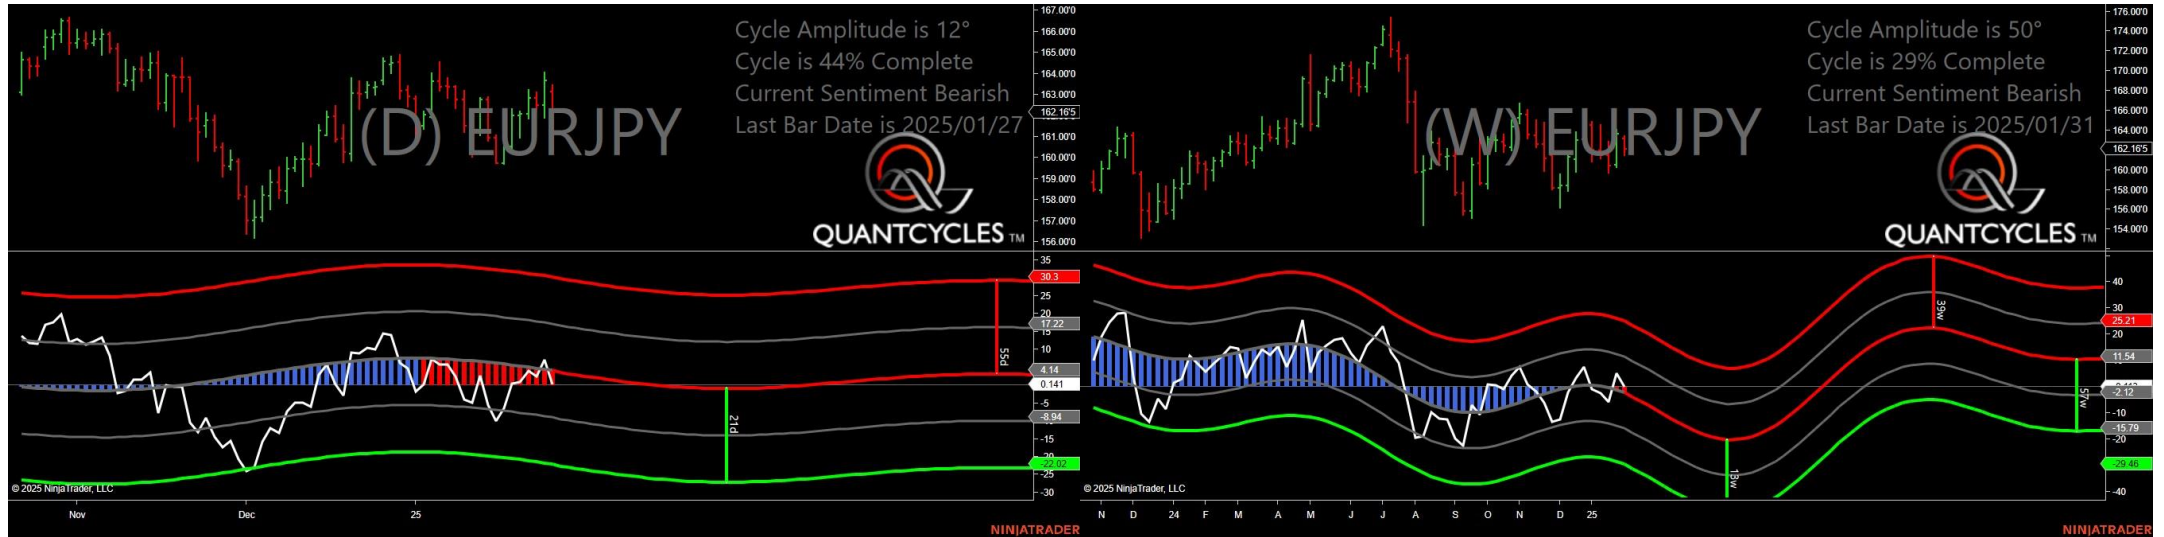 Cycle Amplitude is 12°
Cycle is 44% Complete
Current Sentiment Bearish
Last Bar Date is 2025/01/27
(D) EURJPY
QUANTCYCLES TM
167.00'0
166.00'0
165.00'0
164.00'0
163.00'0
162.16'5
161.00'0
160.00'0
159.00'0
158.00'0
157.00'0
156.00'0
35
30.3
25
20
17.22
15
10
4.14
0.141
-5
-8.94
-15
-22.02
-25
-30
55d
21d
© 2025 NinjaTrader, LLC
Nov
Dec
25
NINJATRADER
Cycle Amplitude is 50°
Cycle is 29% Complete
Current Sentiment Bearish
Last Bar Date is 2025/01/31
(W) EURJPY
QUANTCYCLES TM
176.00'0
174.00'0
172.00'0
170.00'0
168.00'0
166.00'0
164.00'0
162.16'5
160.00'0
158.00'0
156.00'0
154.00'0
40
30
25.21
20
11.54
-2.12
-10
-15.79
-20
-29.46
-40
39w
57w
13w
© 2025 NinjaTrader, LLC
N D 24 F M A M J J A S O N D 25
NINJATRADER